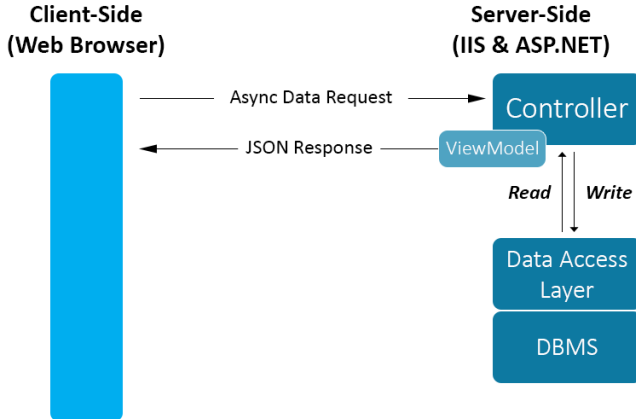 Client-Side
(Web Browser)
Server-Side
(IIS & ASP.NET)
Async Data Request
Controller
JSON Response
ViewModel
Read
Write
Data Access
Layer
DBMS